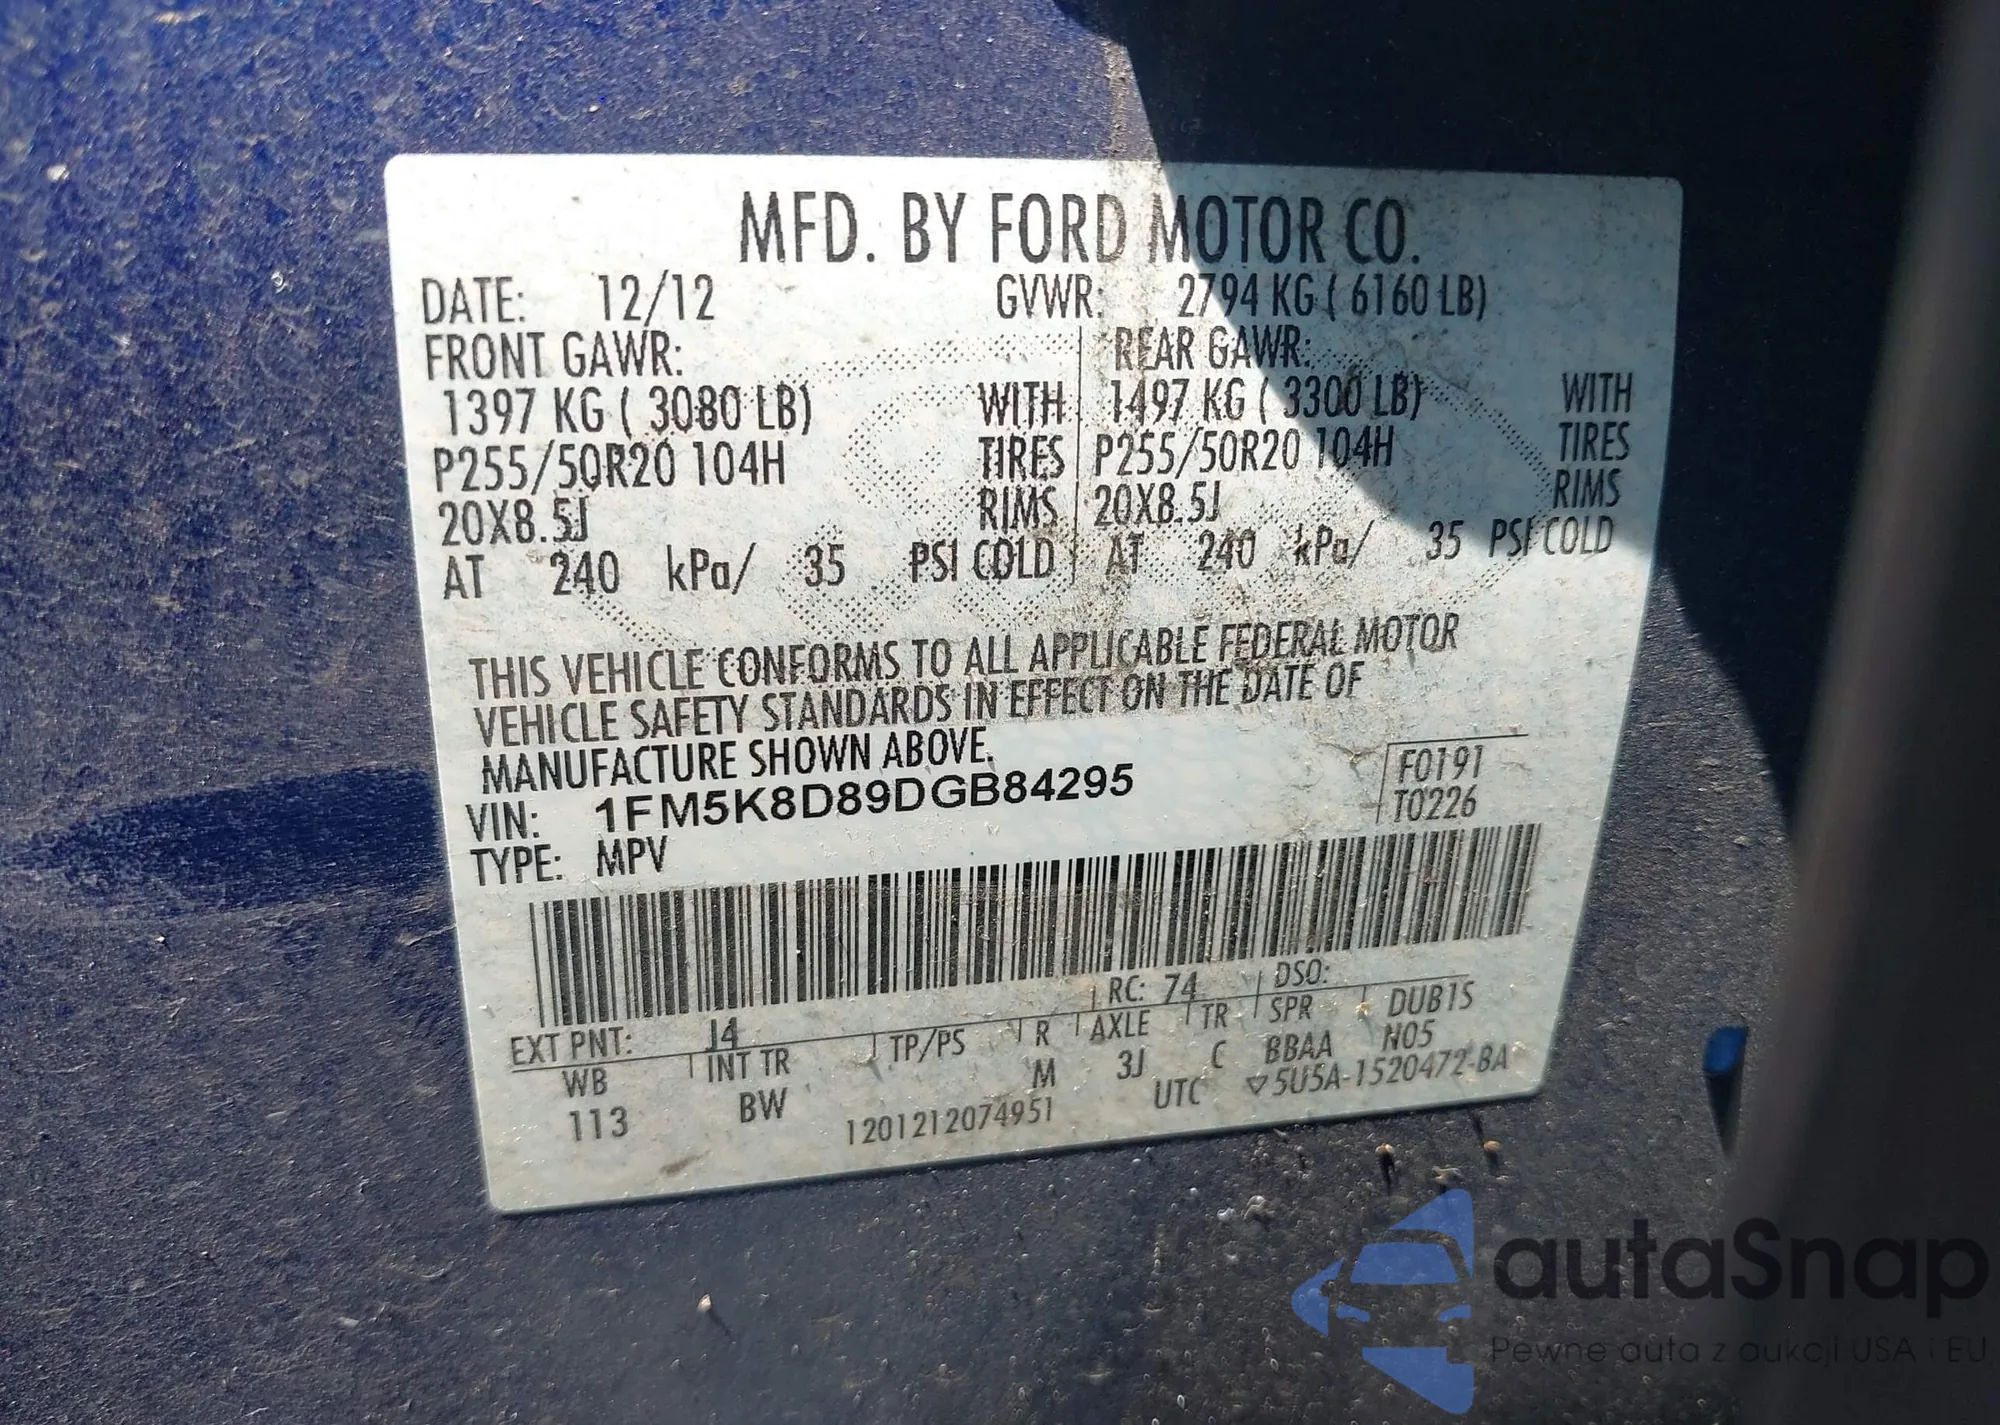 MFD. BY FORD MOTOR CO.
DATE: 12/12 GVWR: 2794 KG ( 6160 LB)
FRONT GAWR: REAR GAWR:
1397 KG ( 3080 LB) WITH 1497 KG ( 3300 LB) WITH
P255/50R20 104H TIRES P255/50R20 104H TIRES
20X8.5J RIMS 20X8.5J RIMS
AT 240 kPa/ 35 PSI COLD AT 240 kPa/ 35 PSI COLD
THIS VEHICLE CONFORMS TO ALL APPLICABLE FEDERAL MOTOR
VEHICLE SAFETY STANDARDS IN EFFECT ON THE DATE OF
MANUFACTURE SHOWN ABOVE.
VIN: 1FM5K8D89DGB84295
F0191
T0226
TYPE: MPV
EXT PNT: J4 RC: 74 DSO:
WB INT TR TP/PS R AXLE TR SPR DUB1S
113 BW M 3J C BBAA N05
1201212074951 UTC ▽5U5A-1520472-BA
autaSnap
Pewne auta z aukcji USA i EU